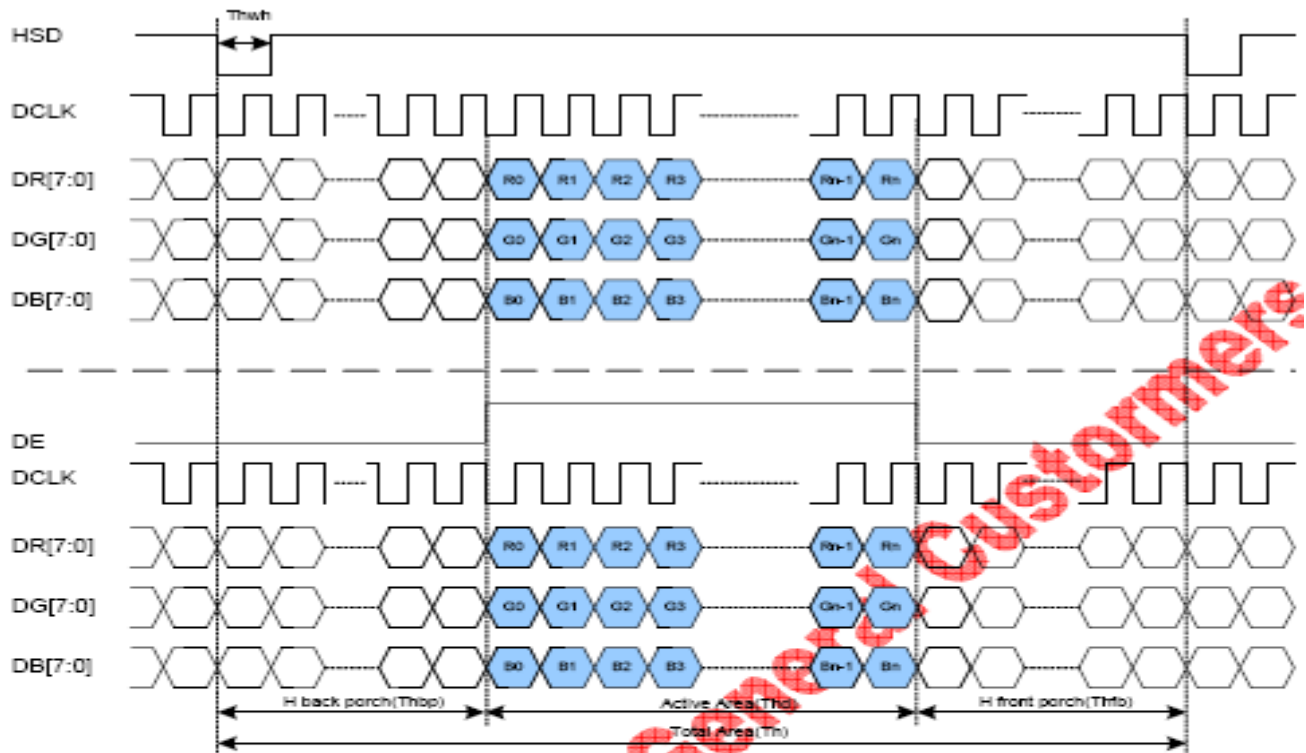 Thwh
HSD
DCLK
DR[7:0] R0 R1 R2 R3 Rn-1 Rn
DG[7:0] G0 G1 G2 G3 Gn-1 Gn
DB[7:0] B0 B1 B2 B3 Bn-1 Bn
DE
DCLK
DR[7:0] R0 R1 R2 R3 Rn-1 Rn
DG[7:0] G0 G1 G2 G3 Gn-1 Gn
DB[7:0] B0 B1 B2 B3 Bn-1 Bn
H back porch(Thbp) Active Area(Thd) H front porch(Thfb)
Total Area(Th)
General Custormers